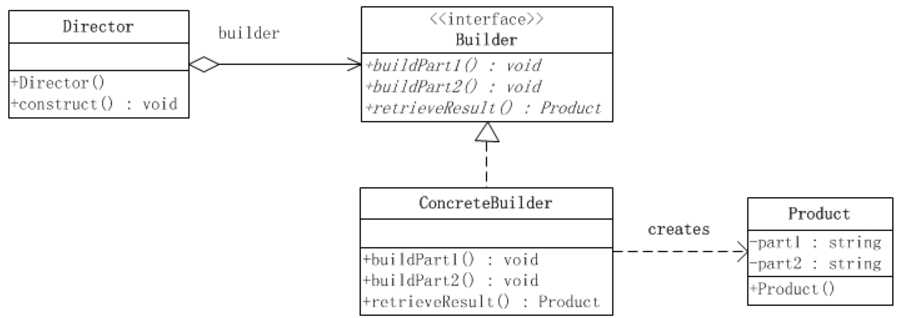 Director
+Director()
+construct() : void
builder
<<interface>>
Builder
+buildPart1() : void
+buildPart2() : void
+retrieveResult() : Product
ConcreteBuilder
+buildPart1() : void
+buildPart2() : void
+retrieveResult() : Product
creates
Product
-part1 : string
-part2 : string
+Product()